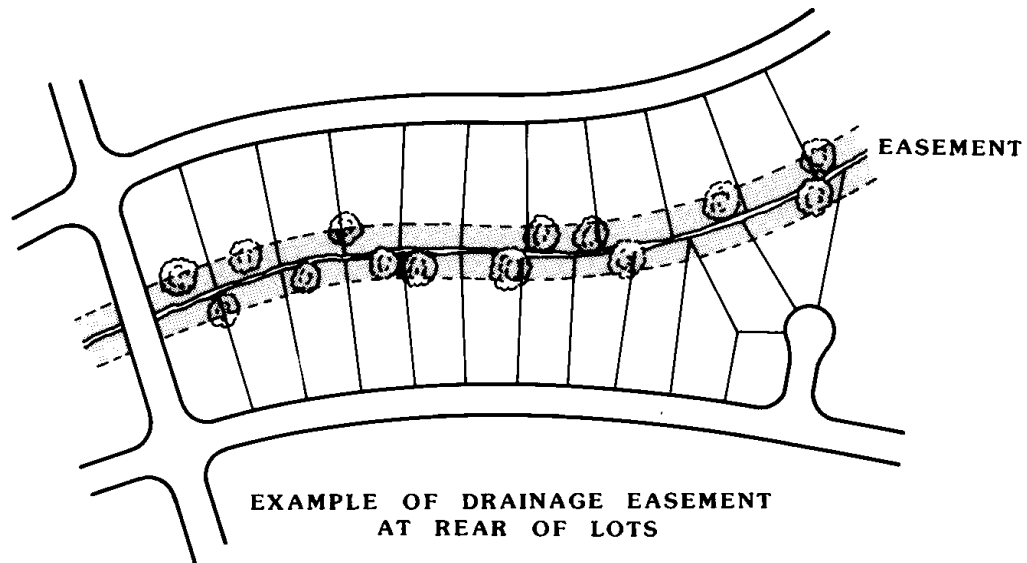 EASEMENT
EXAMPLE OF DRAINAGE EASEMENT
AT REAR OF LOTS